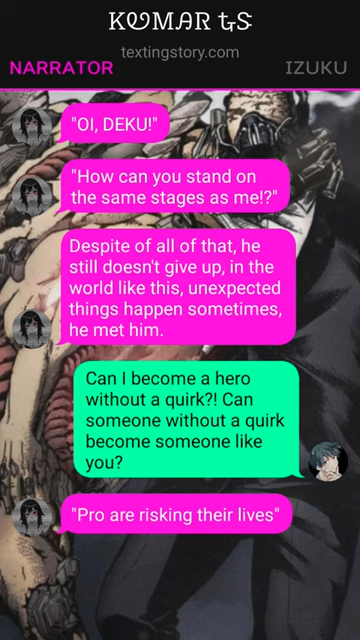 KUMAR GS
textingstory.com
NARRATOR IZUKU
"OI, DEKU!"
"How can you stand on
the same stages as me!?"
Despite of all of that, he
still doesn't give up, in the
world like this, unexpected
things happen sometimes,
he met him.
Can I become a hero
without a quirk?! Can
someone without a quirk
become someone like
you?
"Pro are risking their lives"